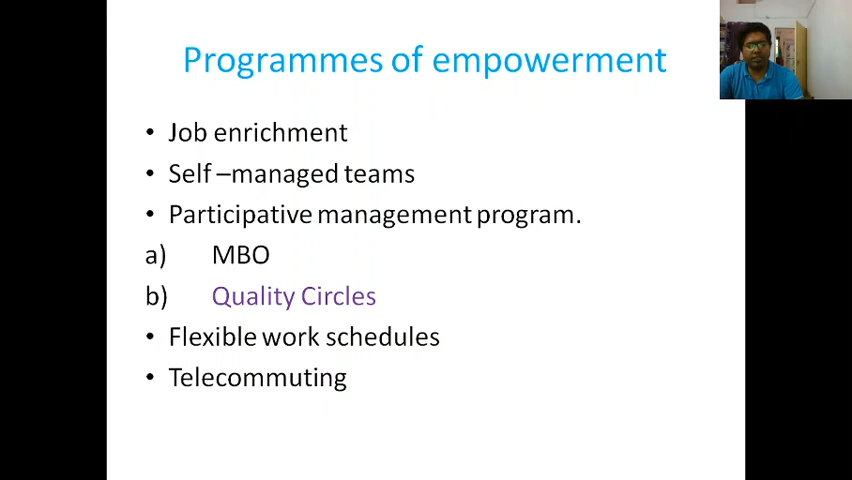 Programmes of empowerment
• Job enrichment
• Self –managed teams
• Participative management program.
a) MBO
b) Quality Circles
• Flexible work schedules
• Telecommuting